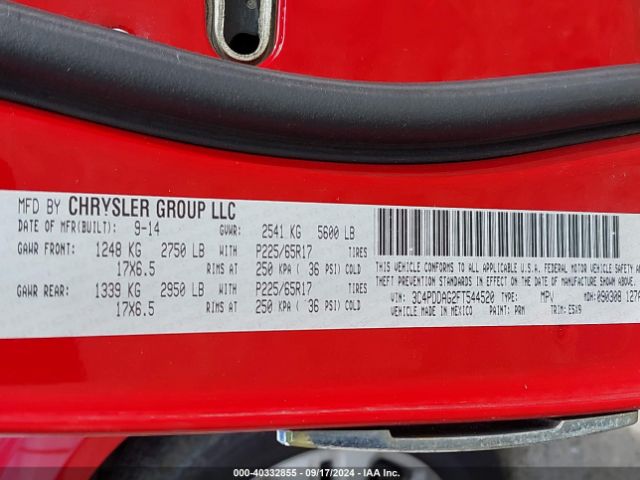 MFD BY CHRYSLER GROUP LLC
DATE OF MFR(BUILT): 9-14 GVWR: 2541 KG 5600 LB
GAWR FRONT: 1248 KG 2750 LB WITH P225/65R17 TIRES
17X6.5 RIMS AT 250 KPA ( 36 PSI) COLD
GAWR REAR: 1339 KG 2950 LB WITH P225/65R17 TIRES
17X6.5 RIMS AT 250 KPA ( 36 PSI) COLD
THIS VEHICLE CONFORMS TO ALL APPLICABLE U.S.A. FEDERAL MOTOR VEHICLE SAFETY
THEFT PREVENTION STANDARDS IN EFFECT ON THE DATE OF MANUFACTURE SHOWN ABOVE
VIN: 3C4PDDAG2FT544520 TYPE: MPV MDH: 090308
VEHICLE MADE IN MEXICO PAINT: PRM TRIM: E5X9
00-40332855 - 09/17/2024 - IAA Inc.